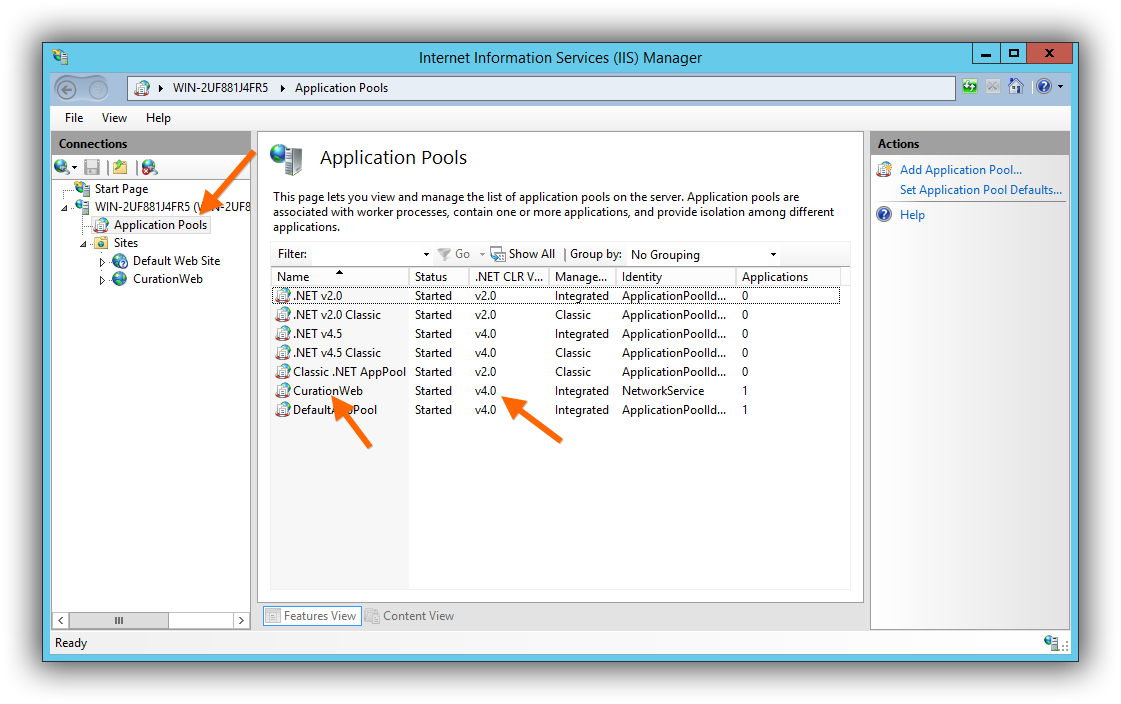 Internet Information Services (IIS) Manager
WIN-2UF881J4FR5 Application Pools
File View Help
Connections
Start Page
WIN-2UF881J4FR5 (WIN-2UF8
Application Pools
Sites
Default Web Site
CurationWeb
Application Pools
This page lets you view and manage the list of application pools on the server. Application pools are
associated with worker processes, contain one or more applications, and provide isolation among different
applications.
Filter: Go Show All Group by: No Grouping
Name Status .NET CLR V... Manage... Identity Applications
.NET v2.0 Started v2.0 Integrated ApplicationPoolId... 0
.NET v2.0 Classic Started v2.0 Classic ApplicationPoolId... 0
.NET v4.5 Started v4.0 Integrated ApplicationPoolId... 0
.NET v4.5 Classic Started v4.0 Classic ApplicationPoolId... 0
Classic .NET AppPool Started v2.0 Classic ApplicationPoolId... 0
CurationWeb Started v4.0 Integrated NetworkService 1
DefaultAppPool Started v4.0 Integrated ApplicationPoolId... 1
Features View Content View
Actions
Add Application Pool...
Set Application Pool Defaults...
Help
Ready